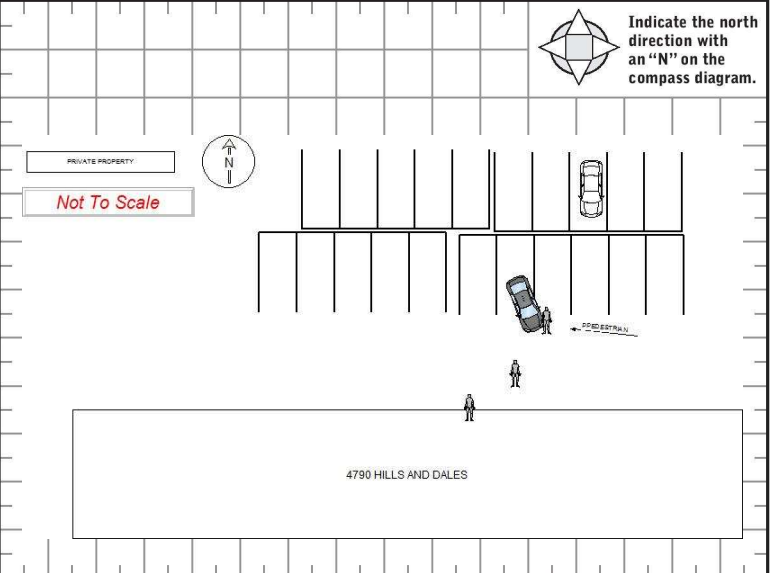 Indicate the north
direction with
an “N” on the
compass diagram.
PRIVATE PROPERTY
N
Not To Scale
PPEDESTRIAN
4790 HILLS AND DALES